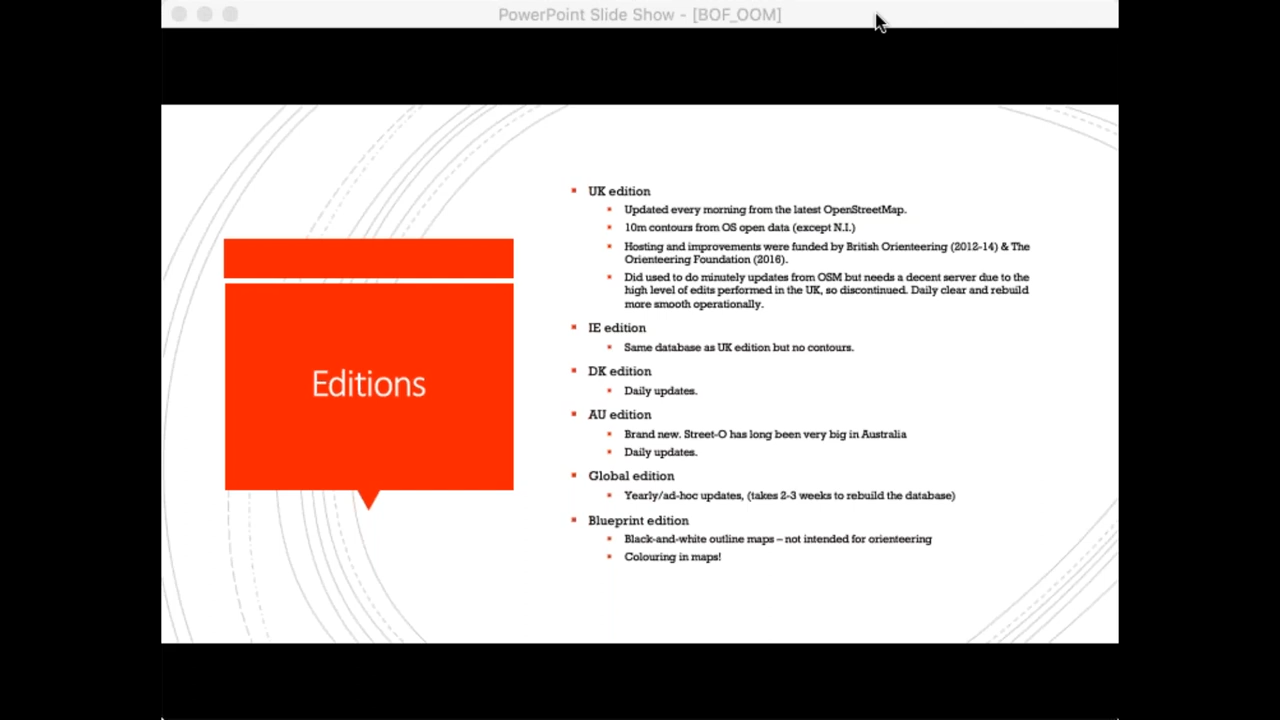 PowerPoint Slide Show - [BOF_OOM]
Editions
UK edition
Updated every morning from the latest OpenStreetMap.
10m contours from OS open data (except N.I.)
Hosting and improvements were funded by British Orienteering (2012-14) & The
Orienteering Foundation (2016).
Did used to do minutely updates from OSM but needs a decent server due to the
high level of edits performed in the UK, so discontinued. Daily clear and rebuild
more smooth operationally.
IE edition
Same database as UK edition but no contours.
DK edition
Daily updates.
AU edition
Brand new. Street-O has long been very big in Australia
Daily updates.
Global edition
Yearly/ad-hoc updates, (takes 2-3 weeks to rebuild the database)
Blueprint edition
Black-and-white outline maps – not intended for orienteering
Colouring in maps!